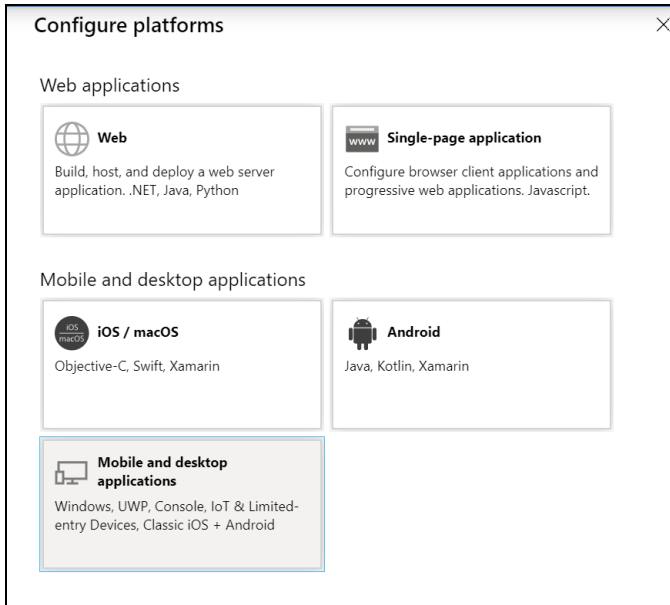 Configure platforms
Web applications
Web
Build, host, and deploy a web server
application. .NET, Java, Python
www
Single-page application
Configure browser client applications and
progressive web applications. Javascript.
Mobile and desktop applications
iOS
macOS
iOS / macOS
Objective-C, Swift, Xamarin
Android
Java, Kotlin, Xamarin
Mobile and desktop
applications
Windows, UWP, Console, IoT & Limited-
entry Devices, Classic iOS + Android